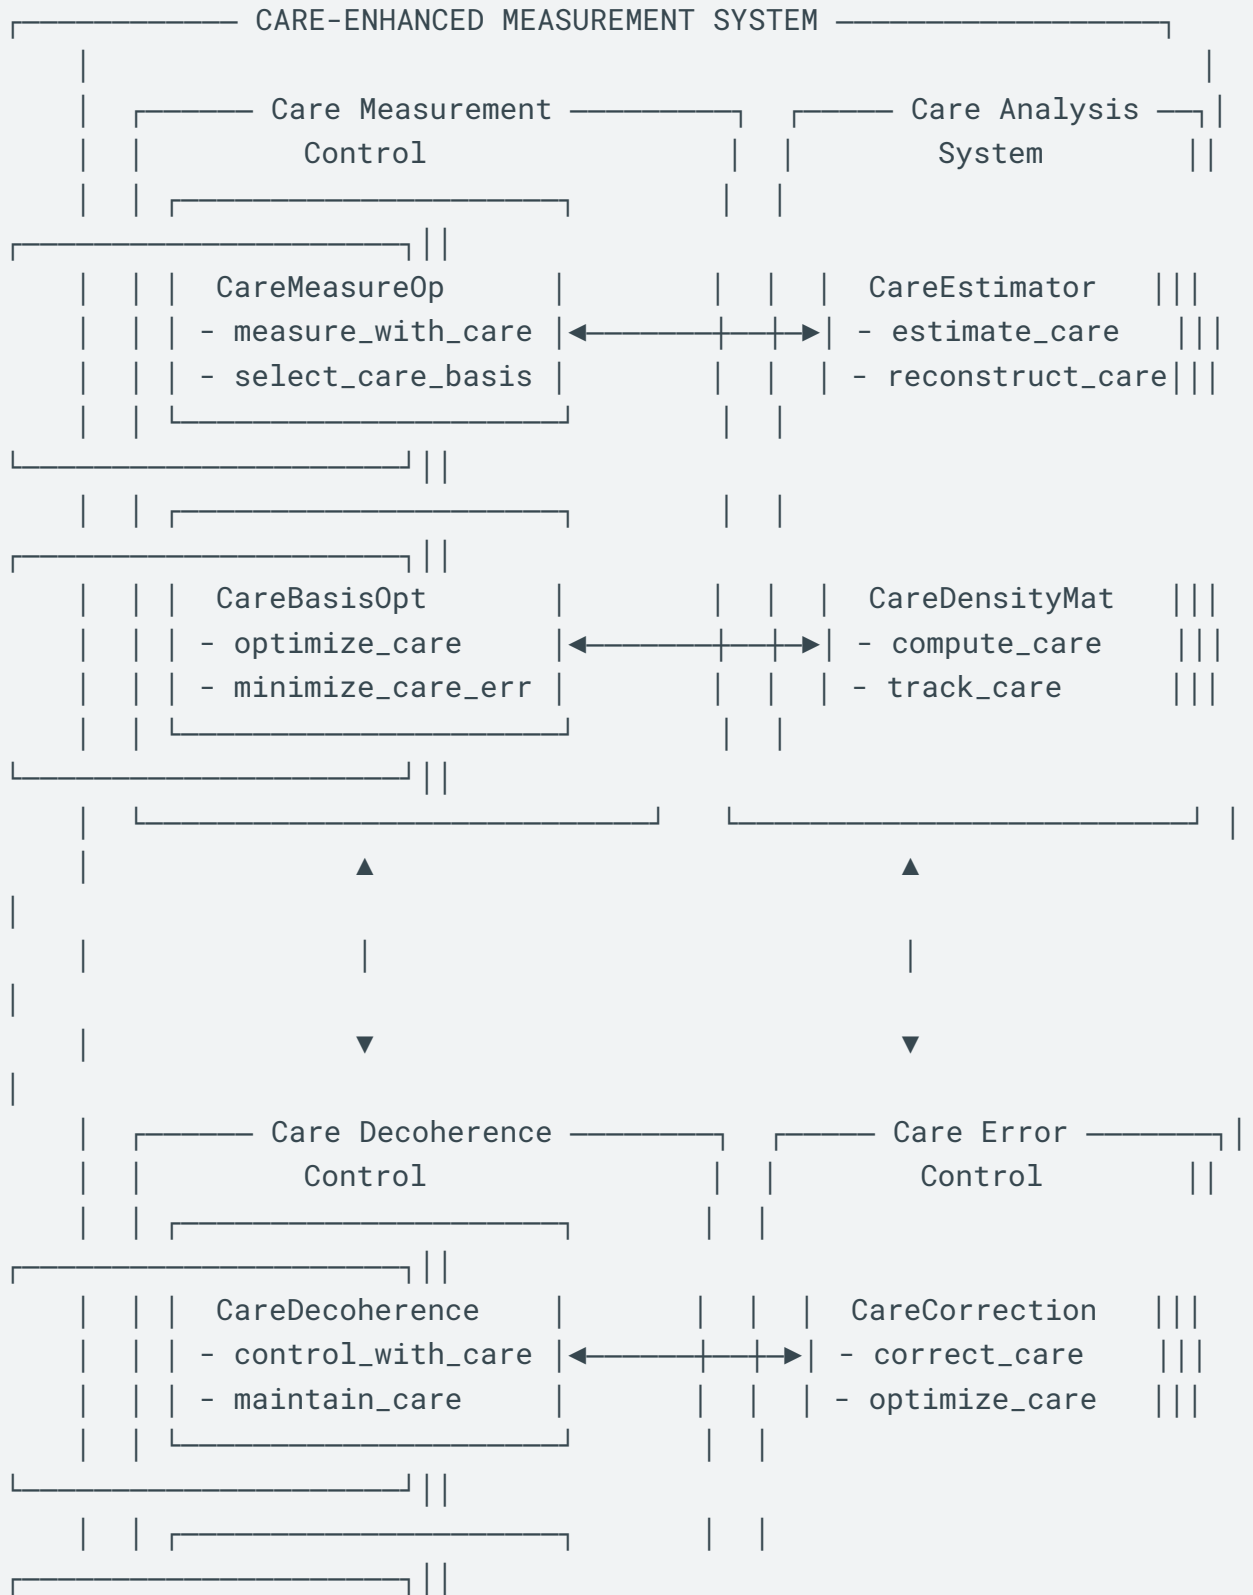 CARE-ENHANCED MEASUREMENT SYSTEM
Care Measurement Care Analysis
Control System
CareMeasureOp CareEstimator
- measure_with_care - estimate_care
- select_care_basis - reconstruct_care
CareBasisOpt CareDensityMat
- optimize_care - compute_care
- minimize_care_err - track_care
Care Decoherence Care Error
Control Control
CareDecoherence CareCorrection
- control_with_care - correct_care
- maintain_care - optimize_care